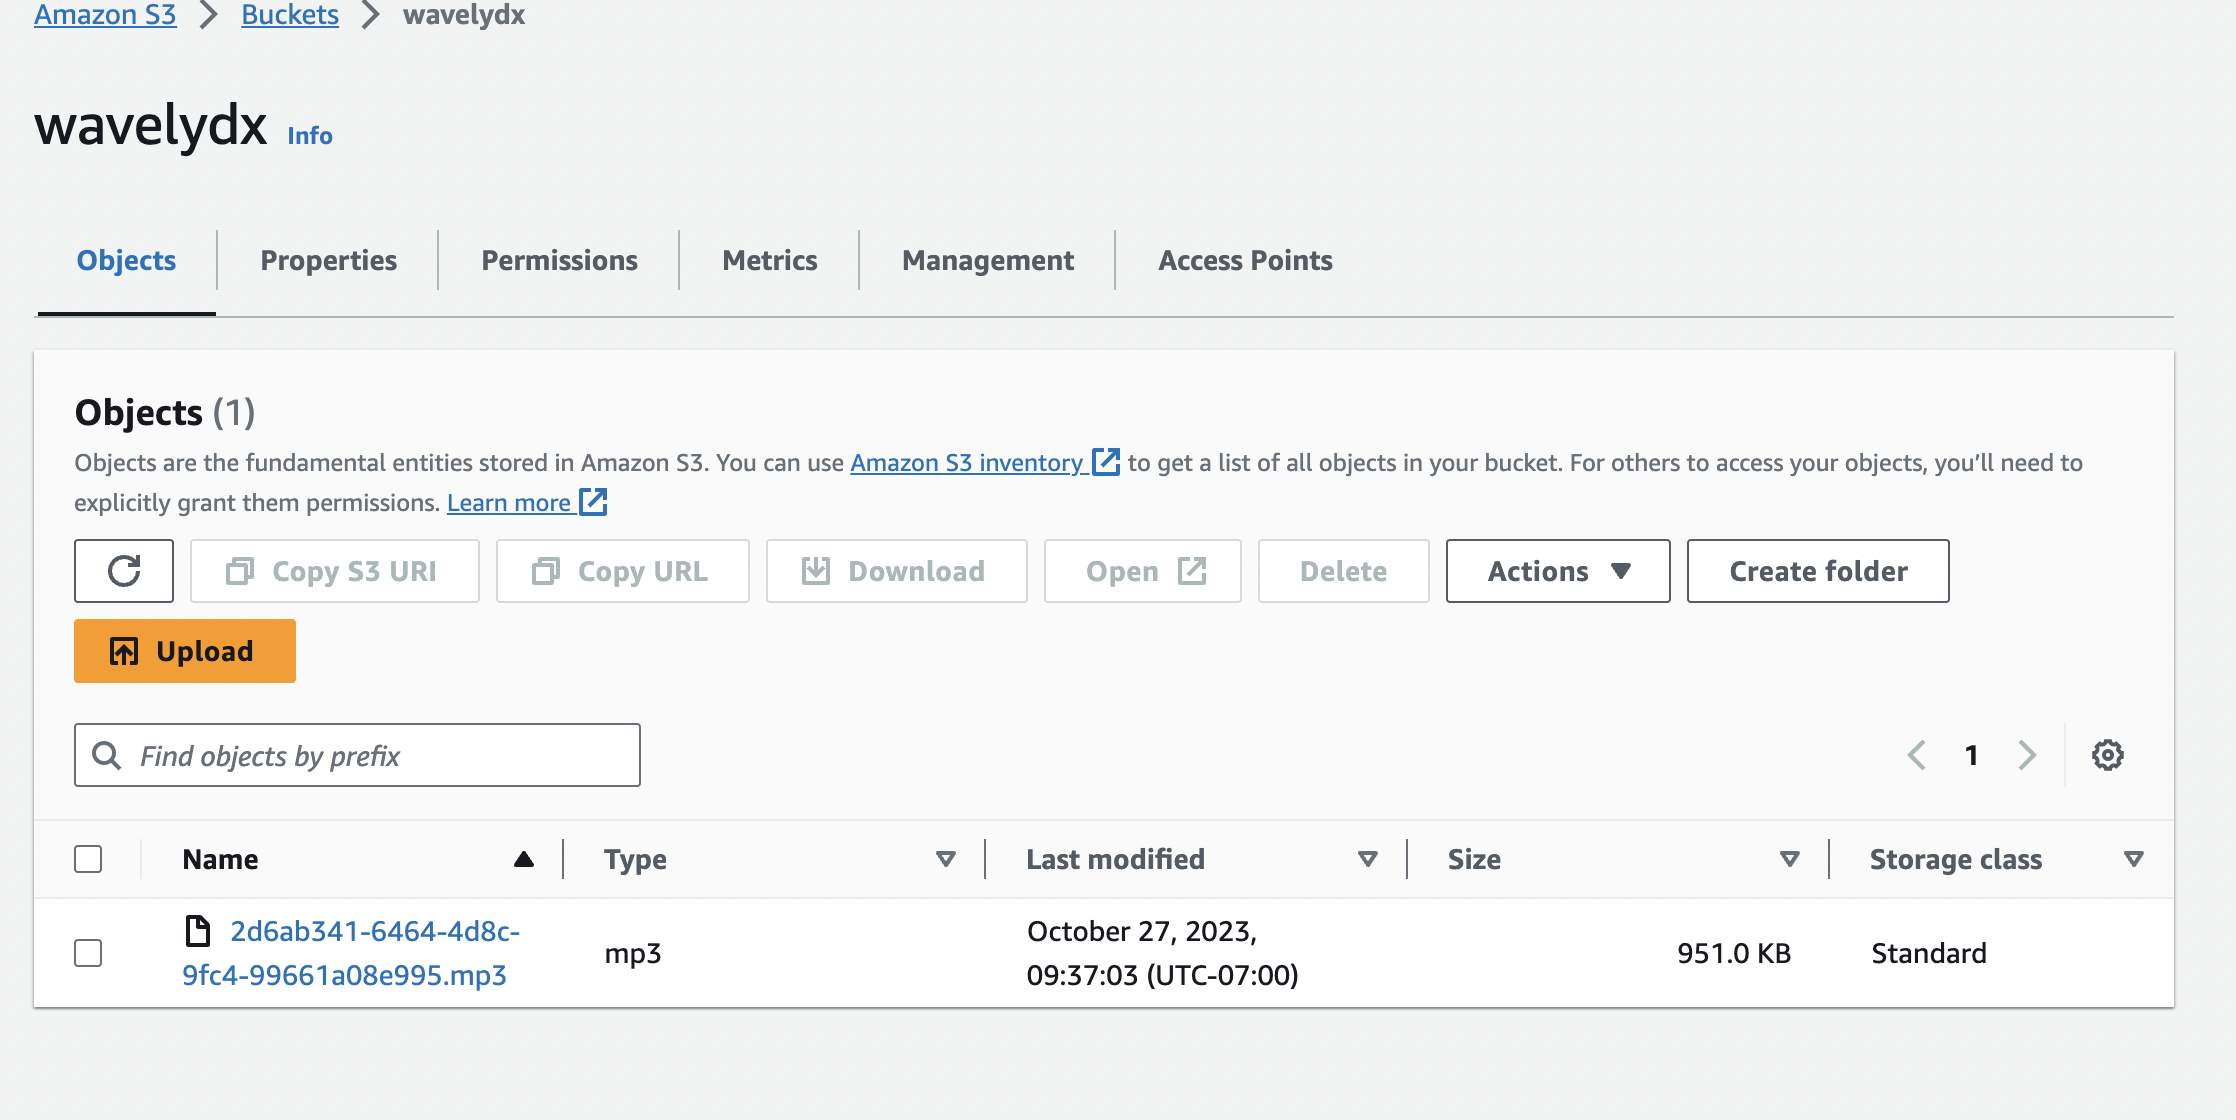 Amazon S3 > Buckets > wavelydx
wavelydx Info
Objects Properties Permissions Metrics Management Access Points
Objects (1)
Objects are the fundamental entities stored in Amazon S3. You can use Amazon S3 inventory to get a list of all objects in your bucket. For others to access your objects, you’ll need to
explicitly grant them permissions. Learn more
Copy S3 URI Copy URL Download Open Delete Actions Create folder
Upload
Find objects by prefix 1
Name Type Last modified Size Storage class
2d6ab341-6464-4d8c-
9fc4-99661a08e995.mp3
mp3
October 27, 2023,
09:37:03 (UTC-07:00)
951.0 KB
Standard